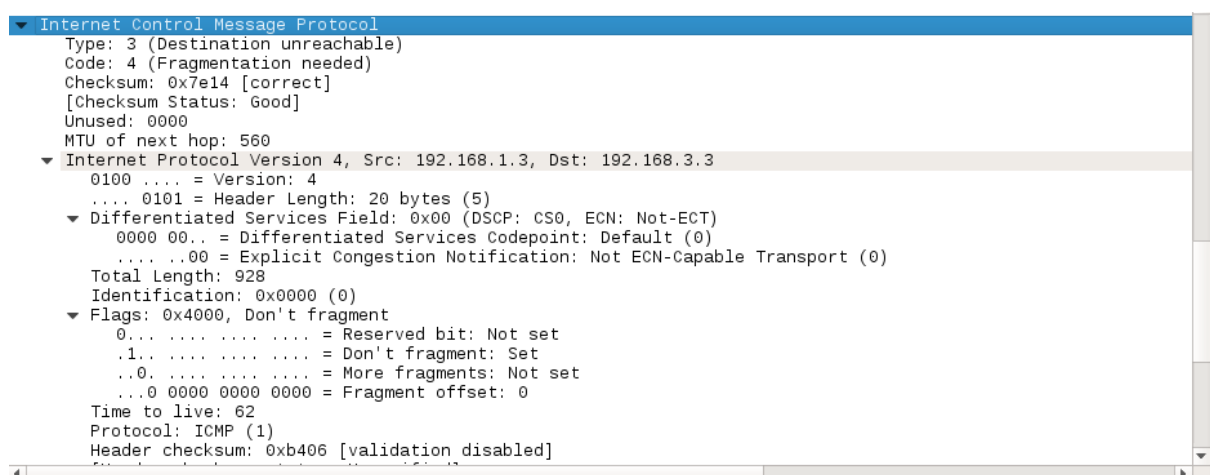 Internet Control Message Protocol
Type: 3 (Destination unreachable)
Code: 4 (Fragmentation needed)
Checksum: 0x7e14 [correct]
[Checksum Status: Good]
Unused: 0000
MTU of next hop: 560
Internet Protocol Version 4, Src: 192.168.1.3, Dst: 192.168.3.3
0100 .... = Version: 4
.... 0101 = Header Length: 20 bytes (5)
Differentiated Services Field: 0x00 (DSCP: CS0, ECN: Not-ECT)
0000 00.. = Differentiated Services Codepoint: Default (0)
.... ..00 = Explicit Congestion Notification: Not ECN-Capable Transport (0)
Total Length: 928
Identification: 0x0000 (0)
Flags: 0x4000, Don't fragment
0... .... .... .... = Reserved bit: Not set
.1.. .... .... .... = Don't fragment: Set
..0. .... .... .... = More fragments: Not set
...0 0000 0000 0000 = Fragment offset: 0
Time to live: 62
Protocol: ICMP (1)
Header checksum: 0xb406 [validation disabled]